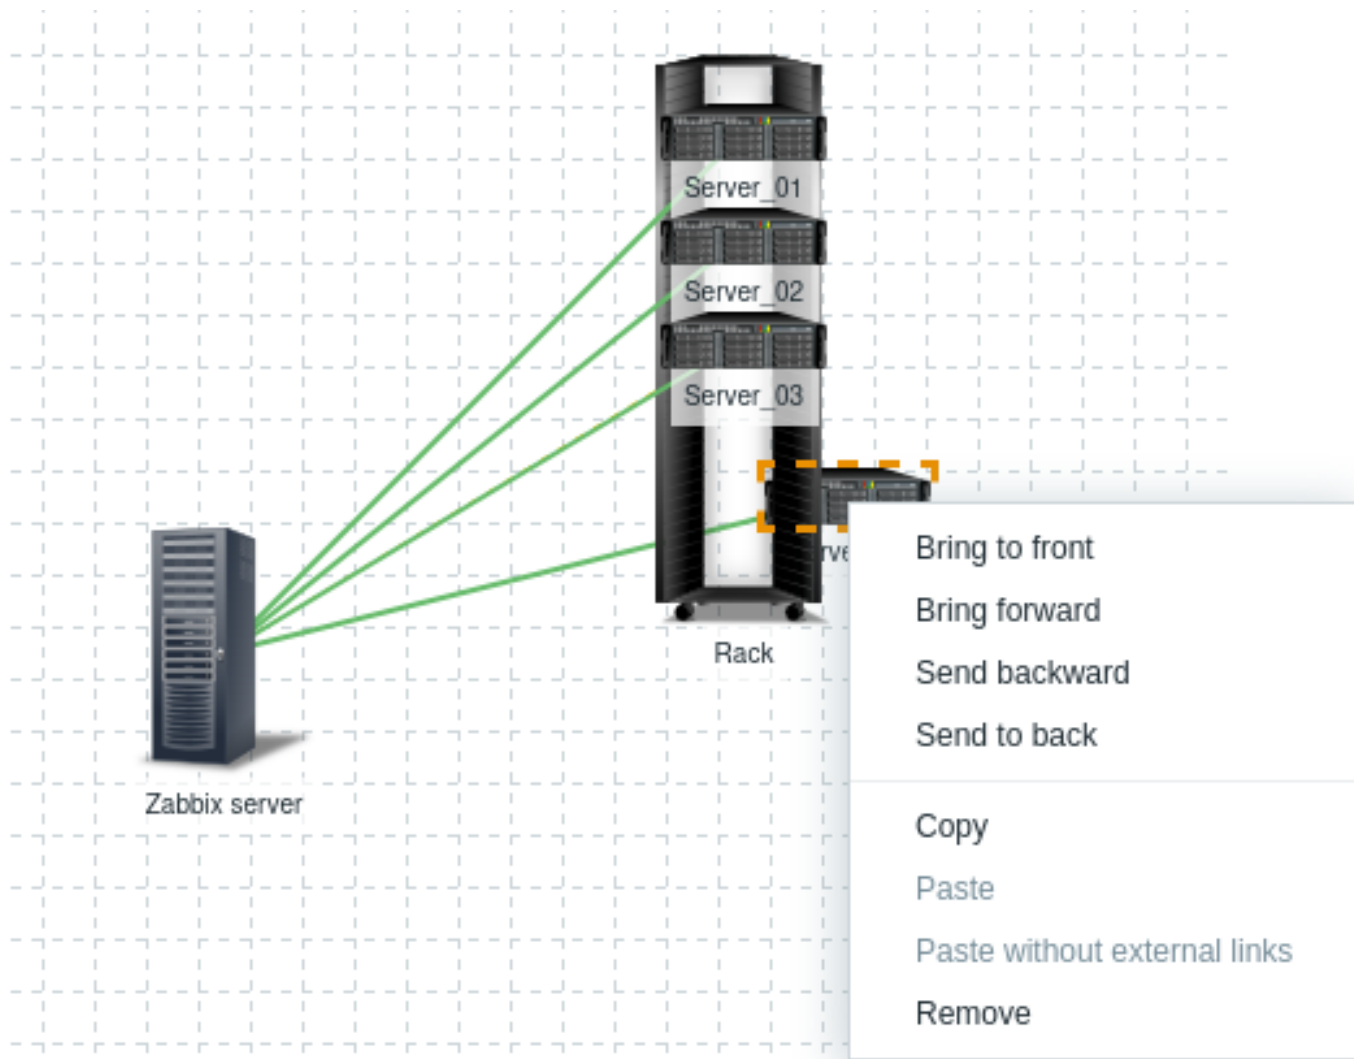 Server_01
Server_02
Server_03
Rack
Zabbix server
Bring to front
Bring forward
Send backward
Send to back
Copy
Paste
Paste without external links
Remove